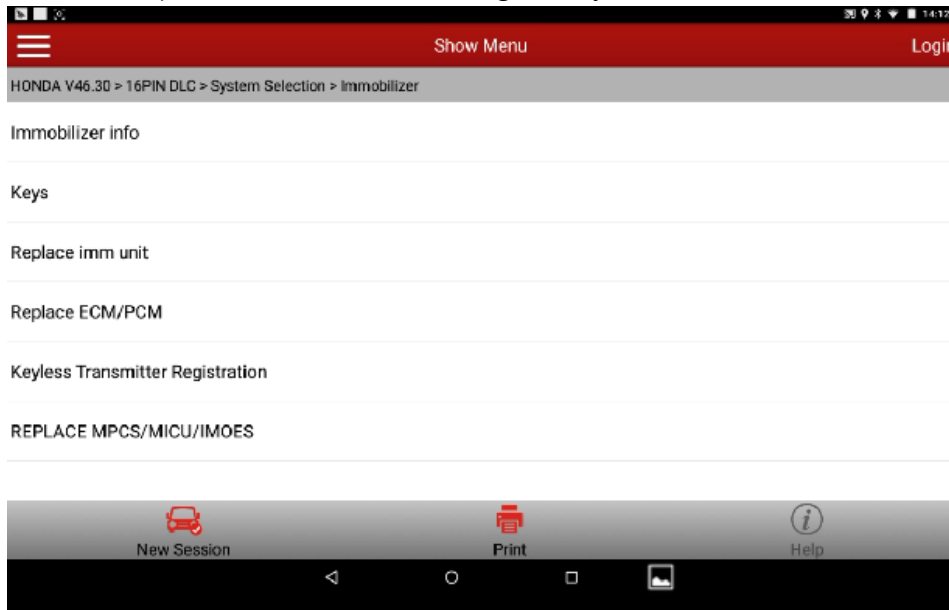 14:12
Show Menu
Login
HONDA V46.30 > 16PIN DLC > System Selection > Immobilizer
Immobilizer info
Keys
Replace imm unit
Replace ECM/PCM
Keyless Transmitter Registration
REPLACE MPCS/MICU/IMOES
New Session
Print
Help